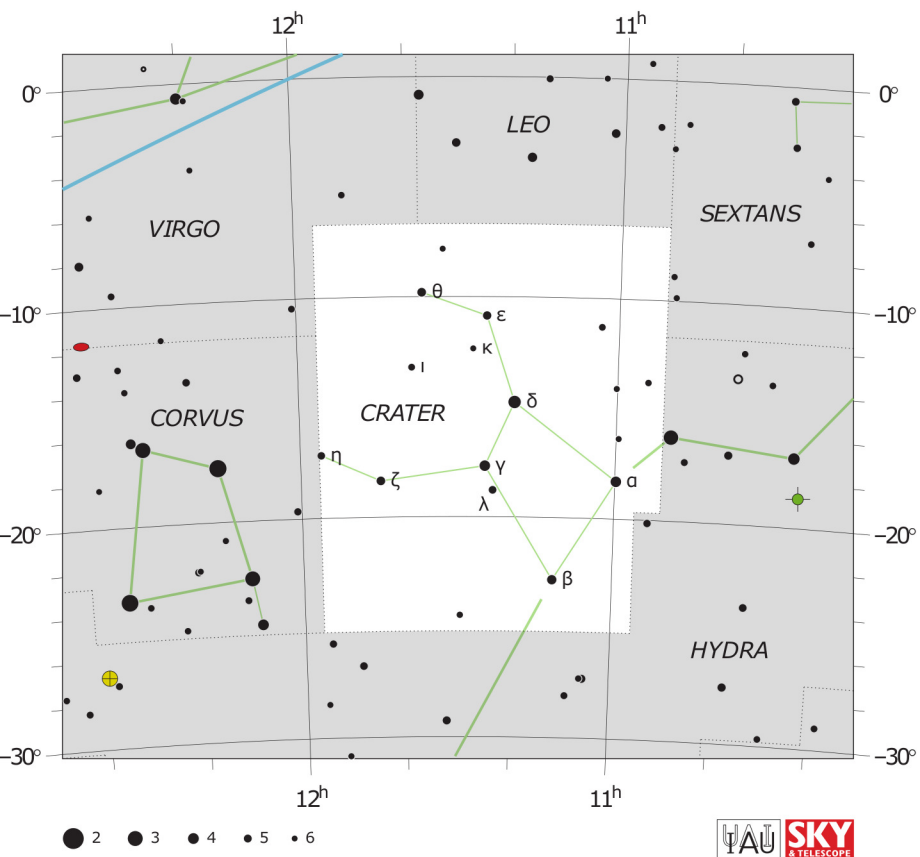 12h 11h
0° 0°
LEO
SEXTANS
VIRGO
θ
−10° −10°
ε
κ
ι
δ
CRATER
CORVUS
η γ
ζ α
λ
−20° −20°
β
HYDRA
−30° −30°
12h 11h
2 3 4 5 6
IAU
SKY
& TELESCOPE